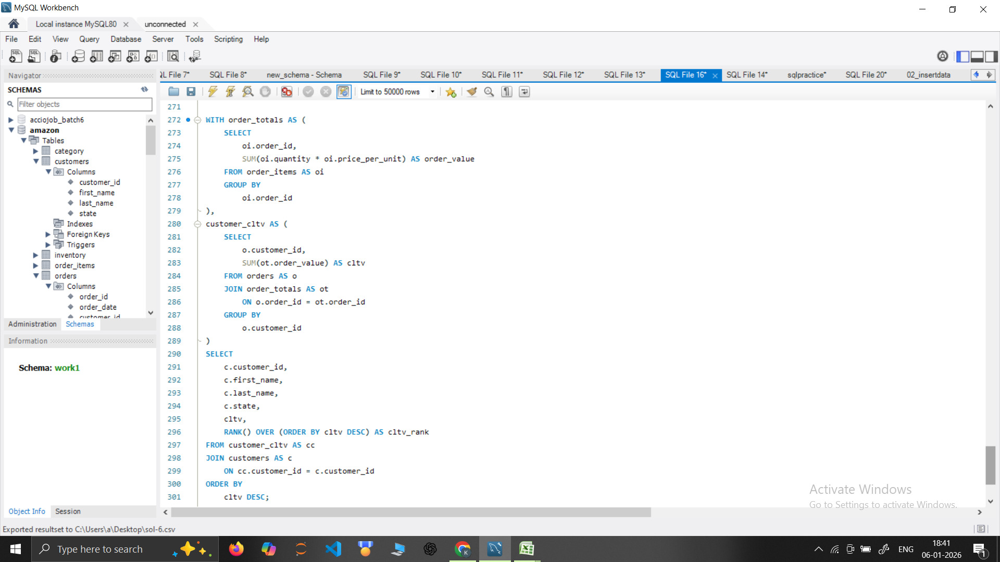 MySQL Workbench
Local instance MySQL80
unconnected
File Edit View Query Database Server Tools Scripting Help
Navigator
SCHEMAS
Filter objects
acciojob_batch6
amazon
Tables
category
customers
Columns
customer_id
first_name
last_name
state
Indexes
Foreign Keys
Triggers
inventory
order_items
orders
Columns
order_id
order_date
customer_id
Administration Schemas
Information
Schema: work1
Object Info Session
QL File 7* SQL File 8* new_schema - Schema SQL File 9* SQL File 10* SQL File 11* SQL File 12* SQL File 13* SQL File 16* SQL File 14* sqlpractice* SQL File 20* 02_insertdata
Limit to 50000 rows
271
272 WITH order_totals AS (
273 SELECT
274 oi.order_id,
275 SUM(oi.quantity * oi.price_per_unit) AS order_value
276 FROM order_items AS oi
277 GROUP BY
278 oi.order_id
279 ),
280 customer_cltv AS (
281 SELECT
282 o.customer_id,
283 SUM(ot.order_value) AS cltv
284 FROM orders AS o
285 JOIN order_totals AS ot
286 ON o.order_id = ot.order_id
287 GROUP BY
288 o.customer_id
289 )
290 SELECT
291 c.customer_id,
292 c.first_name,
293 c.last_name,
294 c.state,
295 cltv,
296 RANK() OVER (ORDER BY cltv DESC) AS cltv_rank
297 FROM customer_cltv AS cc
298 JOIN customers AS c
299 ON cc.customer_id = c.customer_id
300 ORDER BY
301 cltv DESC;
Activate Windows
Go to Settings to activate Windows.
Exported resultset to C:\Users\a\Desktop\sol-6.csv
Type here to search
ENG
18:41
06-01-2026
1